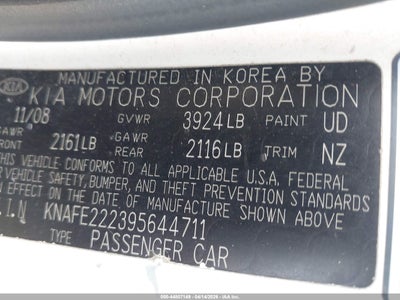 MANUFACTURED IN KOREA BY
KIA KIA MOTORS CORPORATION
11/08 GVWR 3924LB PAINT UD
GAWR FRONT 2161LB GAWR REAR 2116LB TRIM NZ
THIS VEHICLE CONFORMS TO ALL APPLICABLE U.S.A. FEDERAL
VEHICLE SAFETY, BUMPER, AND THEFT PREVENTION STANDARDS
IN EFFECT ON THE DATE OF MANUFACTURE SHOWN ABOVE.
V.I.N KNAFE222395644711
TYPE PASSENGER CAR